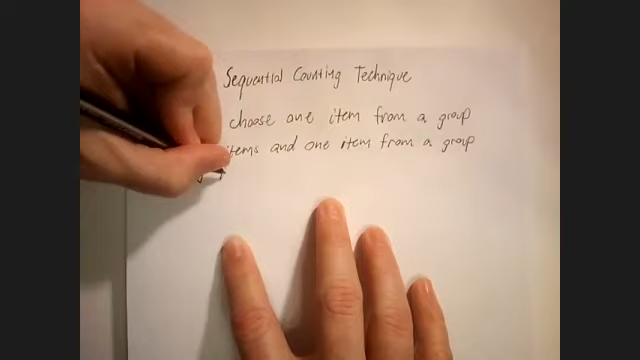 Sequential Counting Technique
choose one item from a group
items and one item from a group